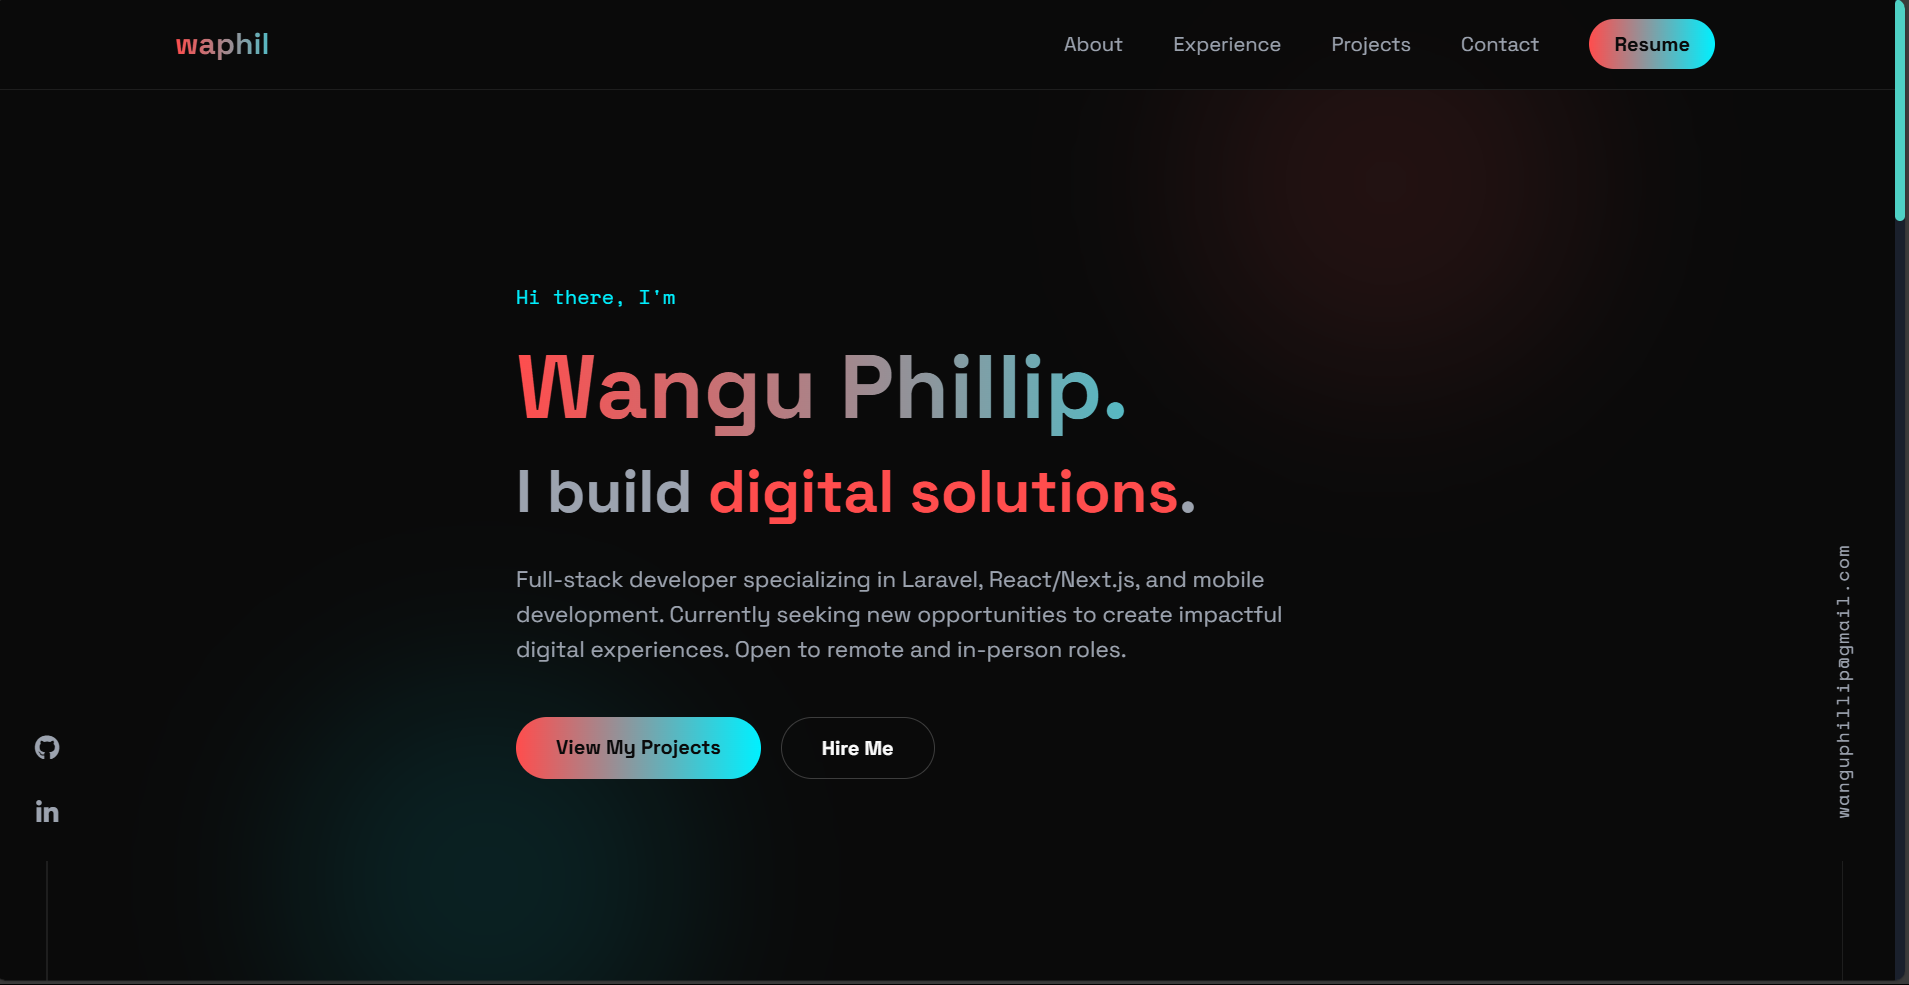 waphil
About
Experience
Projects
Contact
Resume
Hi there, I'm
Wangu Phillip.
I build digital solutions.
Full-stack developer specializing in Laravel, React/Next.js, and mobile
development. Currently seeking new opportunities to create impactful
digital experiences. Open to remote and in-person roles.
View My Projects
Hire Me
in
wanguphillip@gmail.com